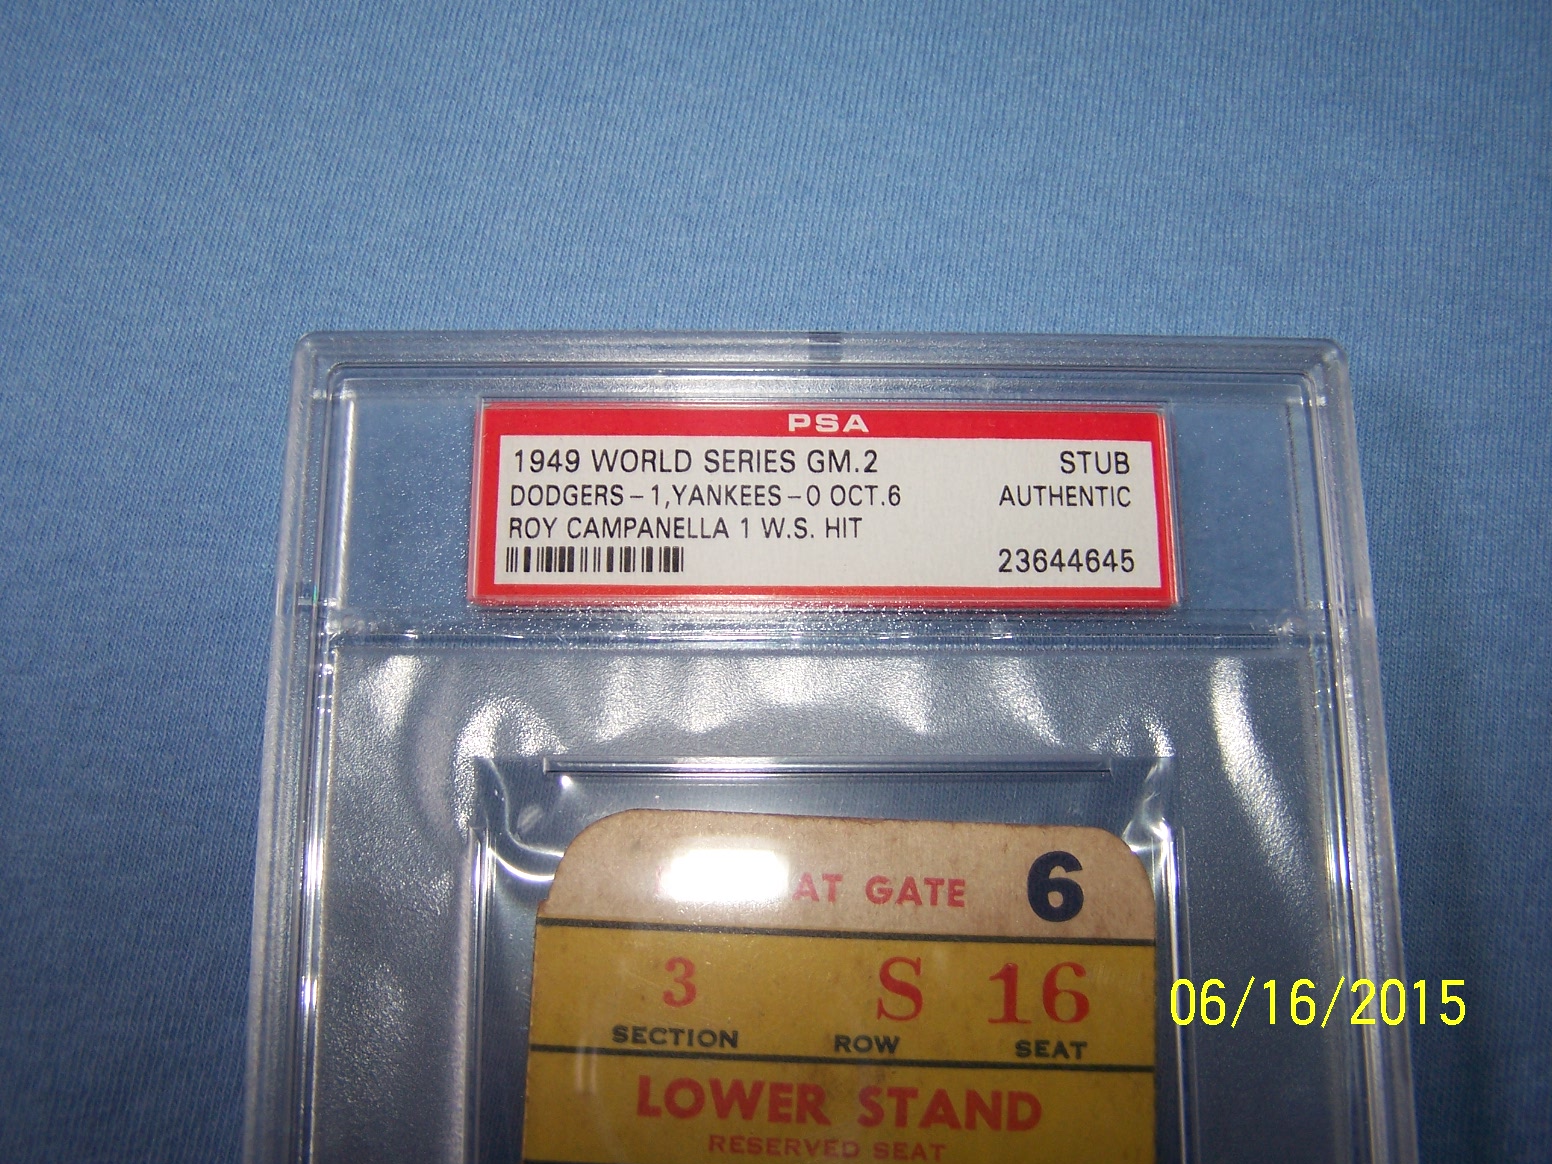 PSA
1949 WORLD SERIES GM.2 STUB
DODGERS-1,YANKEES-0 OCT.6 AUTHENTIC
ROY CAMPANELLA 1 W.S. HIT
23644645
AT GATE 6
3 S 16
SECTION ROW SEAT
LOWER STAND
RESERVED SEAT
06/16/2015